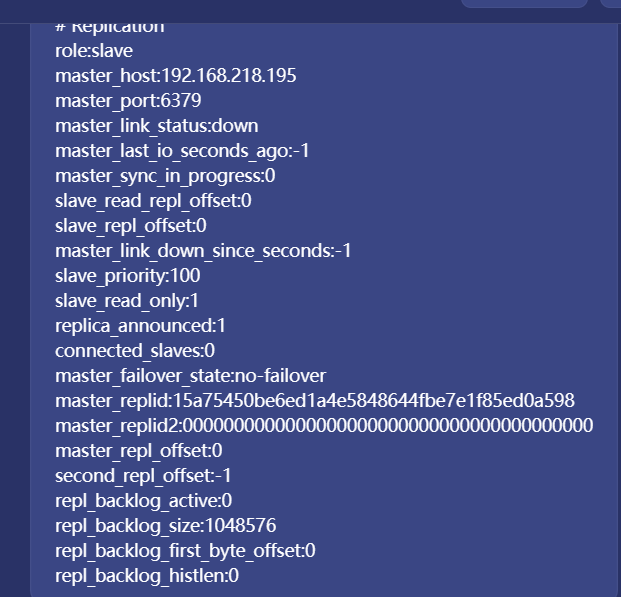 # Replication
role:slave
master_host:192.168.218.195
master_port:6379
master_link_status:down
master_last_io_seconds_ago:-1
master_sync_in_progress:0
slave_read_repl_offset:0
slave_repl_offset:0
master_link_down_since_seconds:-1
slave_priority:100
slave_read_only:1
replica_announced:1
connected_slaves:0
master_failover_state:no-failover
master_replid:15a75450be6ed1a4e5848644fbe7e1f85ed0a598
master_replid2:0000000000000000000000000000000000000000
master_repl_offset:0
second_repl_offset:-1
repl_backlog_active:0
repl_backlog_size:1048576
repl_backlog_first_byte_offset:0
repl_backlog_histlen:0